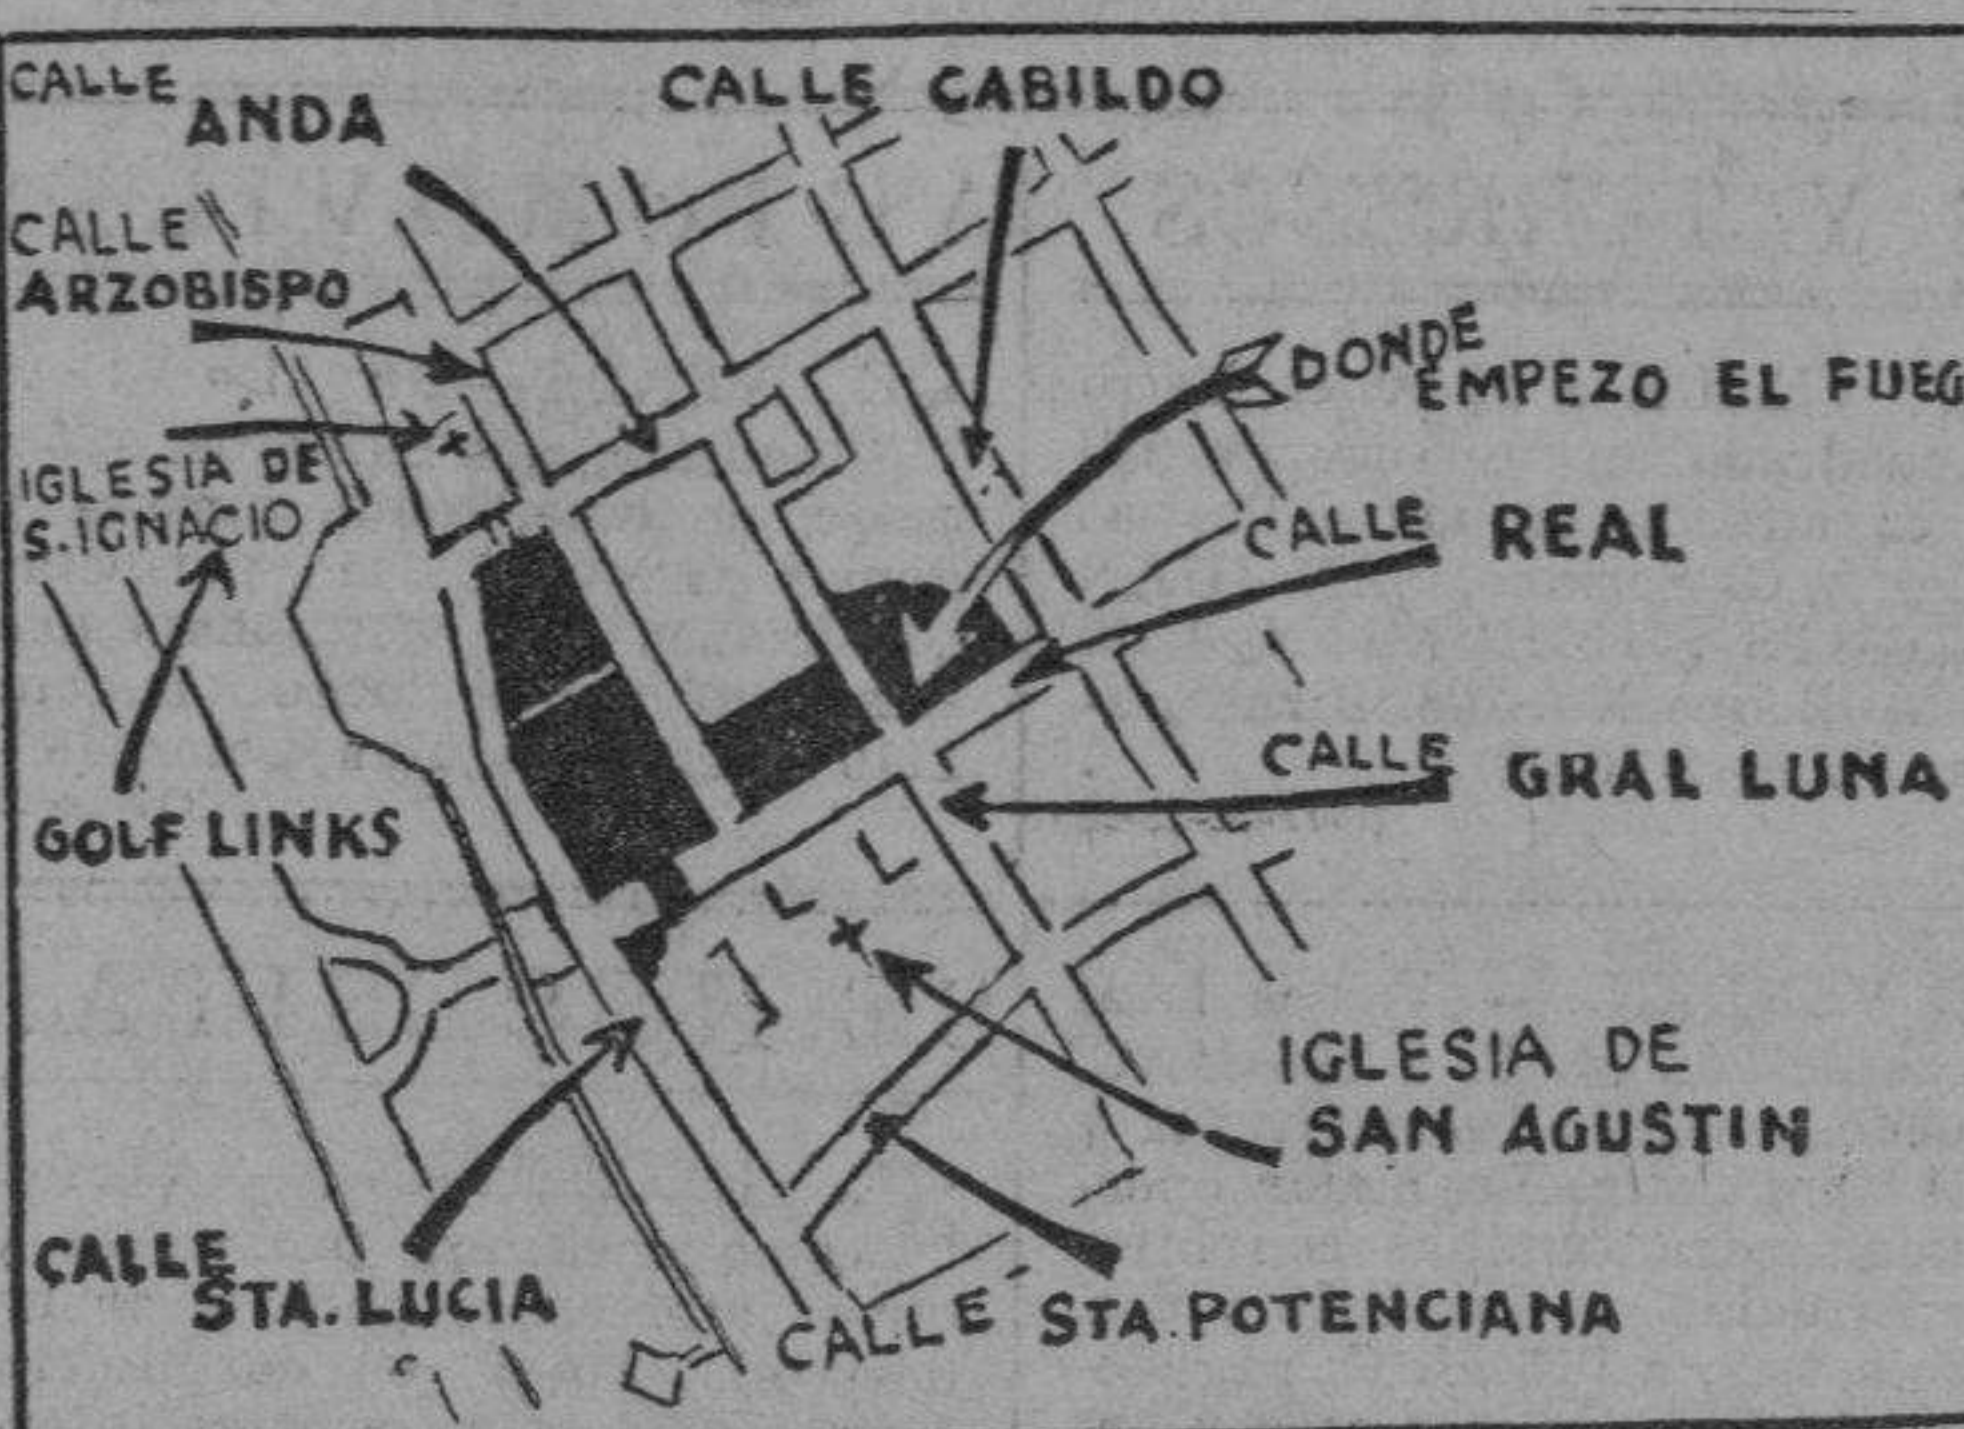 CALLE
ANDA
CALLE CABILDO
CALLE
ARZOBISPO
DONDE
EMPEZO EL FUEG
IGLESIA DE
S. IGNACIO
CALLE REAL
CALLE GRAL LUNA
GOLF LINKS
IGLESIA DE
SAN AGUSTIN
CALLE
STA. LUCIA
CALLE STA. POTENCIANA